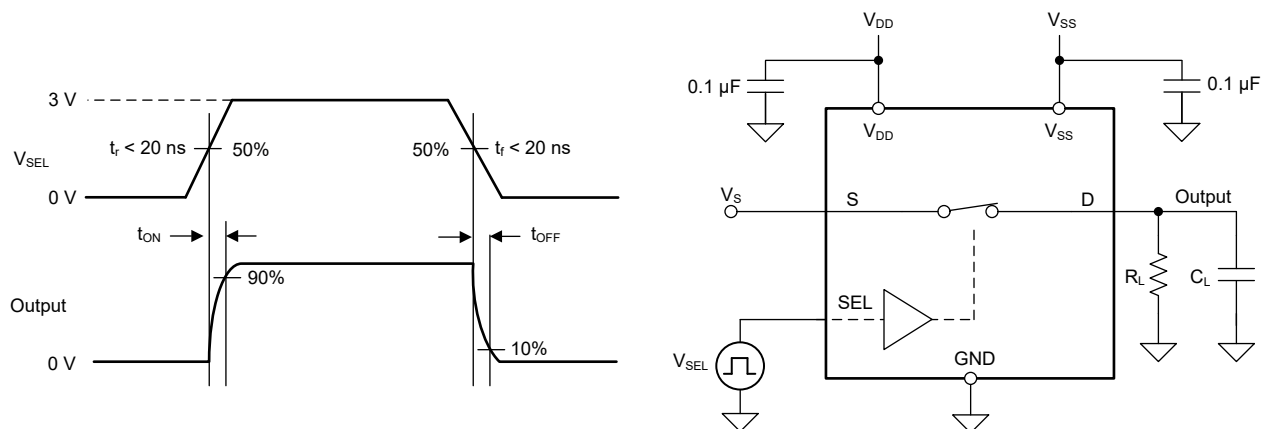 3 V
V_SEL
0 V
t_r < 20 ns
50%
50%
t_f < 20 ns
t_ON
t_OFF
90%
Output
10%
0 V
V_DD
V_SS
0.1 µF
0.1 µF
V_DD
V_SS
V_S
S
D
Output
R_L
C_L
SEL
V_SEL
GND